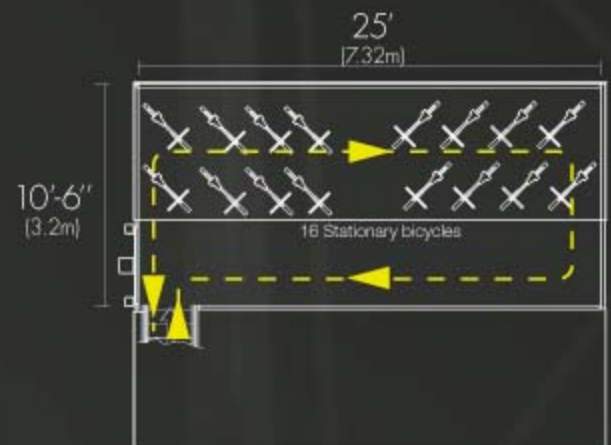 25'
(7.32m)
10'-6"
(3.2m)
16 Stationary bicycles